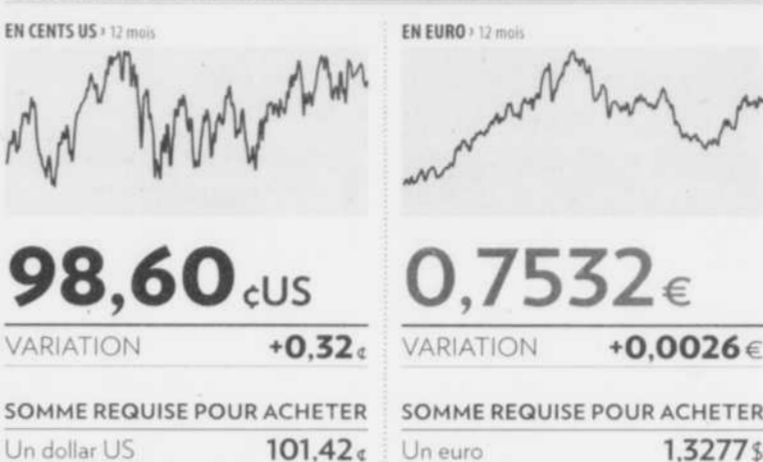 EN CENTS US › 12 mois
98,60 ¢US
VARIATION +0,32 ¢
SOMME REQUISE POUR ACHETER
Un dollar US 101,42 ¢
EN EURO › 12 mois
0,7532 €
VARIATION +0,0026 €
SOMME REQUISE POUR ACHETER
Un euro 1,3277 $